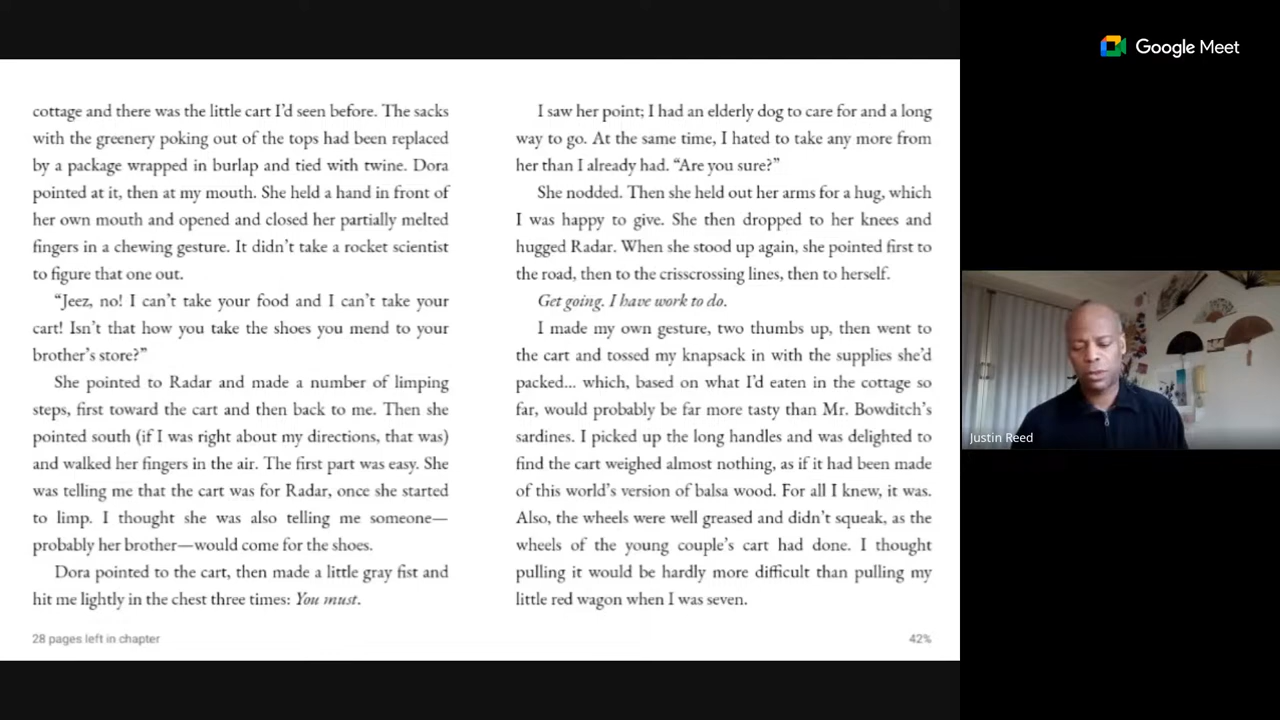 cottage and there was the little cart I’d seen before. The sacks
with the greenery poking out of the tops had been replaced
by a package wrapped in burlap and tied with twine. Dora
pointed at it, then at my mouth. She held a hand in front of
her own mouth and opened and closed her partially melted
fingers in a chewing gesture. It didn’t take a rocket scientist
to figure that one out.
“Jeez, no! I can’t take your food and I can’t take your
cart! Isn’t that how you take the shoes you mend to your
brother’s store?”
She pointed to Radar and made a number of limping
steps, first toward the cart and then back to me. Then she
pointed south (if I was right about my directions, that was)
and walked her fingers in the air. The first part was easy. She
was telling me that the cart was for Radar, once she started
to limp. I thought she was also telling me someone—
probably her brother—would come for the shoes.
Dora pointed to the cart, then made a little gray fist and
hit me lightly in the chest three times: You must.
28 pages left in chapter
I saw her point; I had an elderly dog to care for and a long
way to go. At the same time, I hated to take any more from
her than I already had. “Are you sure?”
She nodded. Then she held out her arms for a hug, which
I was happy to give. She then dropped to her knees and
hugged Radar. When she stood up again, she pointed first to
the road, then to the crisscrossing lines, then to herself.
Get going. I have work to do.
I made my own gesture, two thumbs up, then went to
the cart and tossed my knapsack in with the supplies she’d
packed... which, based on what I’d eaten in the cottage so
far, would probably be far more tasty than Mr. Bowditch’s
sardines. I picked up the long handles and was delighted to
find the cart weighed almost nothing, as if it had been made
of this world’s version of balsa wood. For all I knew, it was.
Also, the wheels were well greased and didn’t squeak, as the
wheels of the young couple’s cart had done. I thought
pulling it would be hardly more difficult than pulling my
little red wagon when I was seven.
42%
Google Meet
Justin Reed